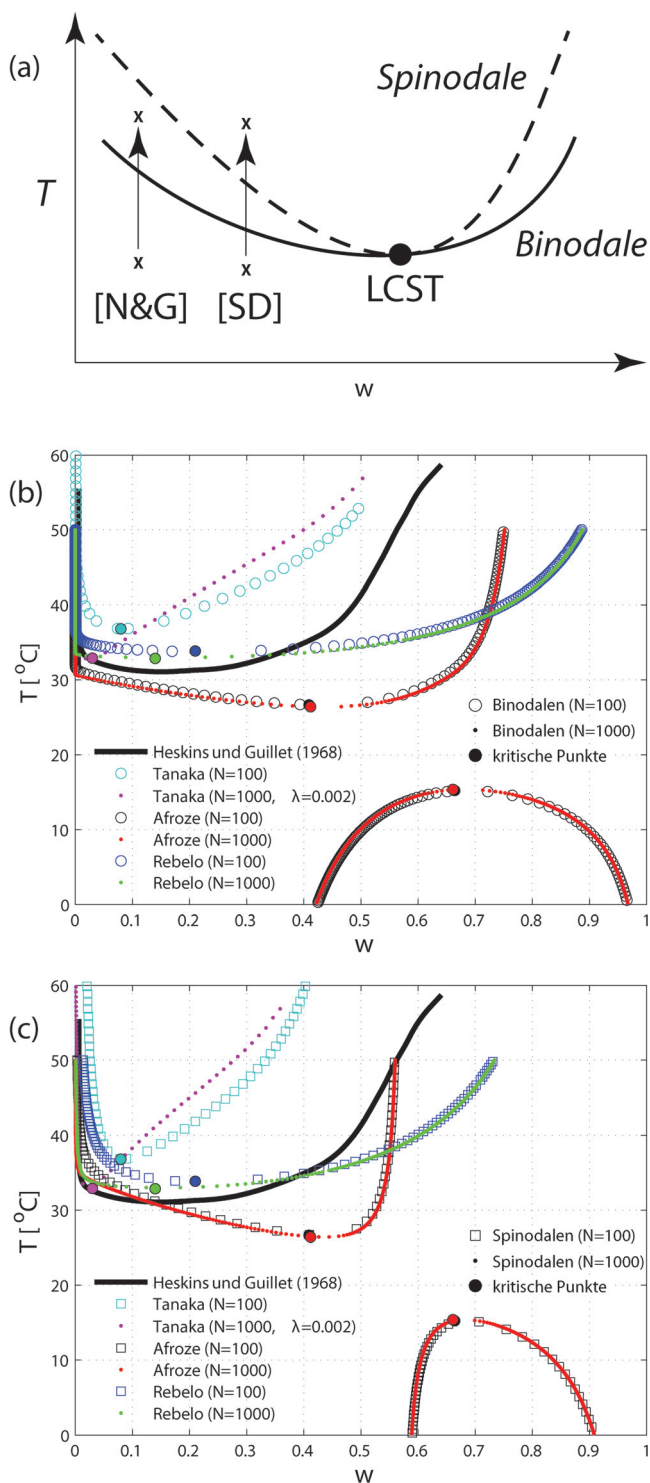 (a)
T
Spinodale
Binodale
LCST
x
x
x
x
[N&G]
[SD]
w
(b)
T [ °C]
60
50
40
30
20
10
0
0
0.1
0.2
0.3
0.4
0.5
0.6
0.7
0.8
0.9
1
w
Heskins und Guillet (1968)
Tanaka (N=100)
Tanaka (N=1000, λ=0.002)
Afroze (N=100)
Afroze (N=1000)
Rebelo (N=100)
Rebelo (N=1000)
Binodalen (N=100)
Binodalen (N=1000)
kritische Punkte
(c)
T [ °C]
60
50
40
30
20
10
0
0
0.1
0.2
0.3
0.4
0.5
0.6
0.7
0.8
0.9
1
w
Heskins und Guillet (1968)
Tanaka (N=100)
Tanaka (N=1000, λ=0.002)
Afroze (N=100)
Afroze (N=1000)
Rebelo (N=100)
Rebelo (N=1000)
Spinodalen (N=100)
Spinodalen (N=1000)
kritische Punkte